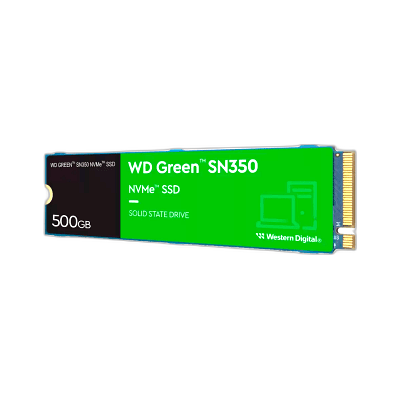 WD GREEN™ SN350 NVMe™ SSD
500GB
WD Green™ SN350
NVMe™ SSD
SOLID STATE DRIVE
Western Digital®